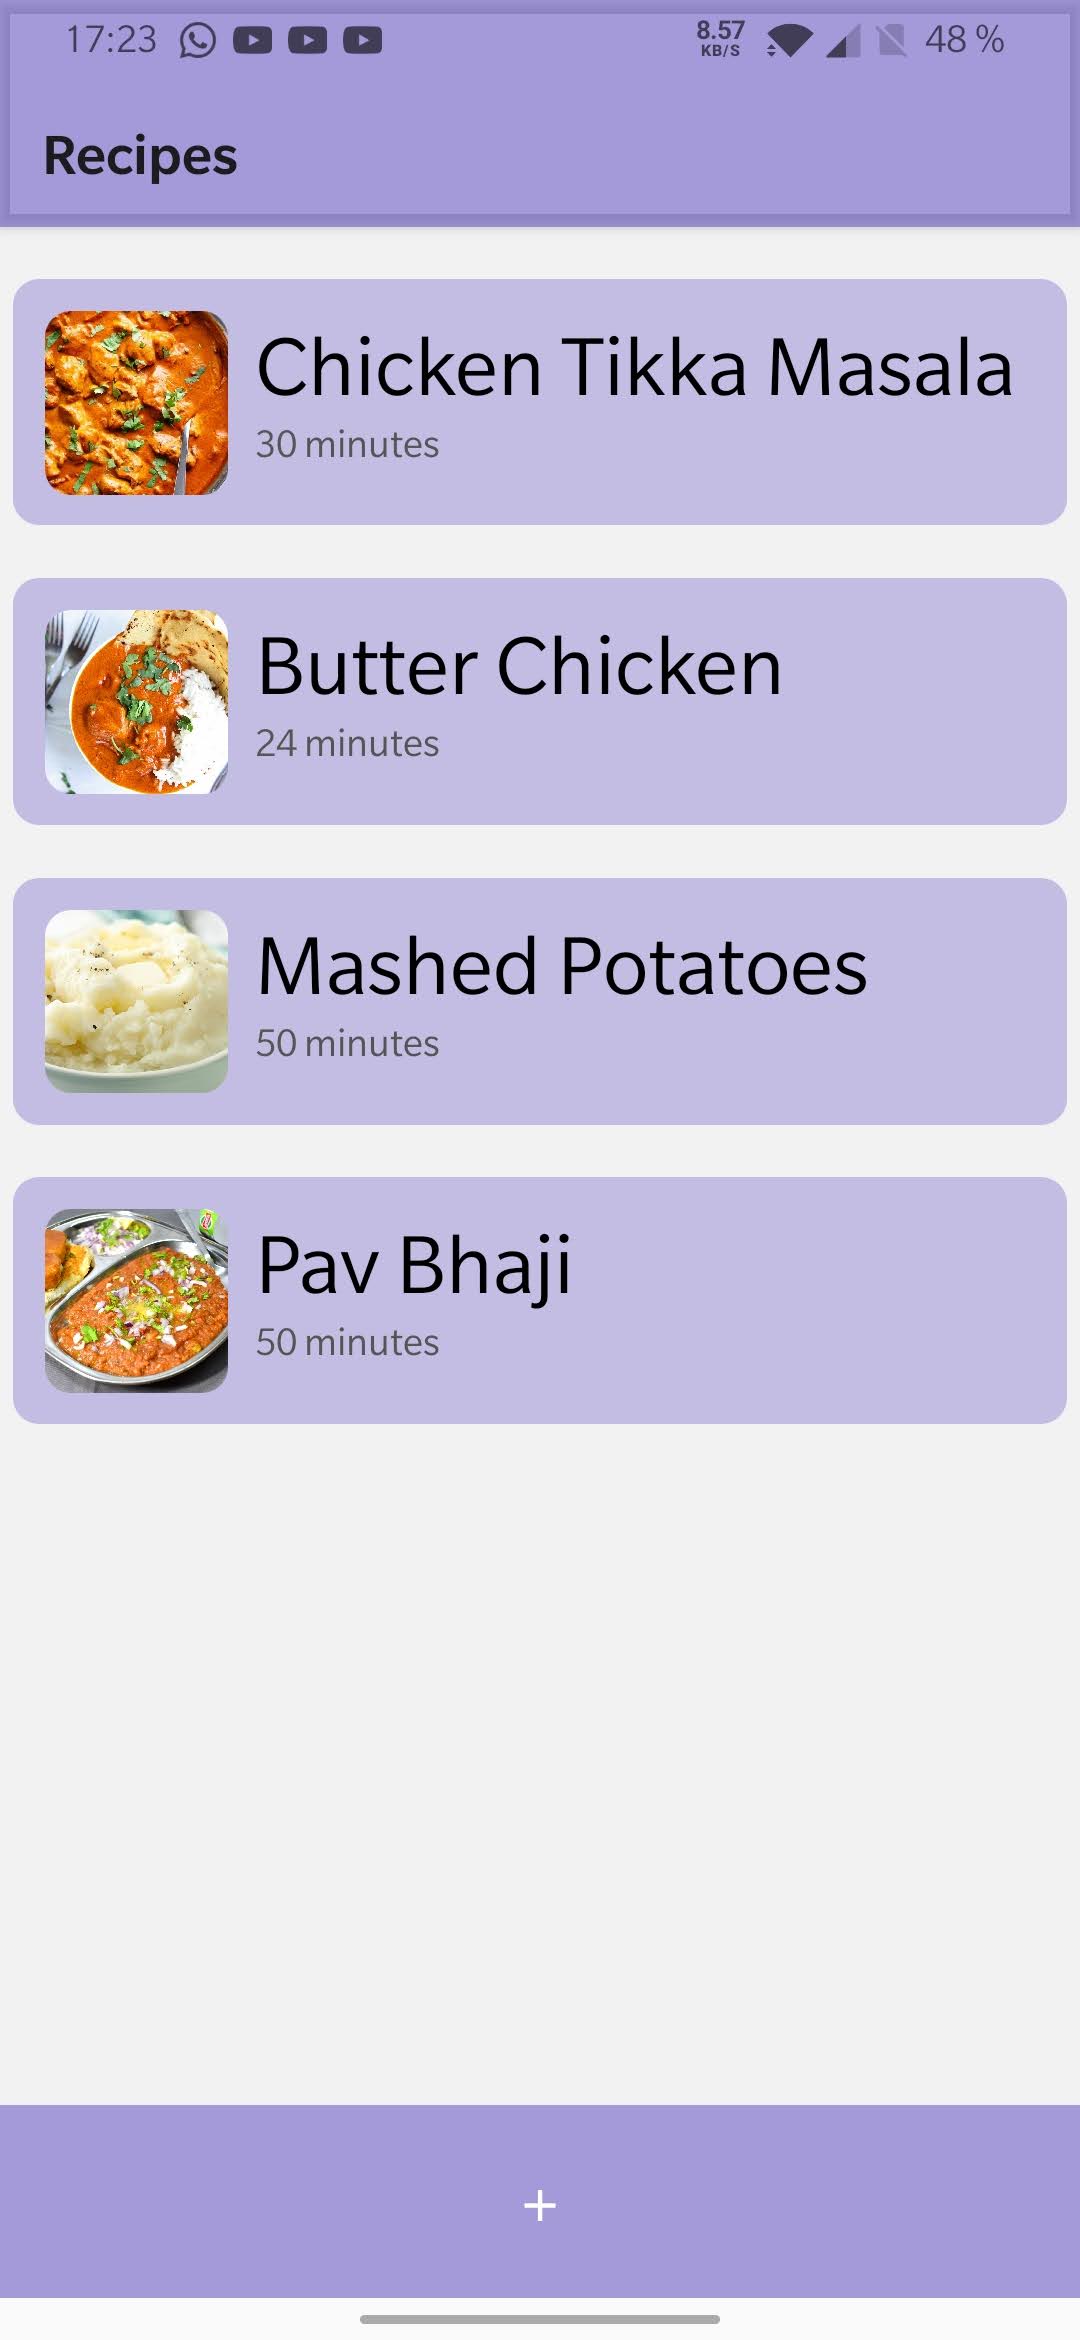 17:23 8.57 KB/S 48 %
Recipes
Chicken Tikka Masala
30 minutes
Butter Chicken
24 minutes
Mashed Potatoes
50 minutes
Pav Bhaji
50 minutes
+